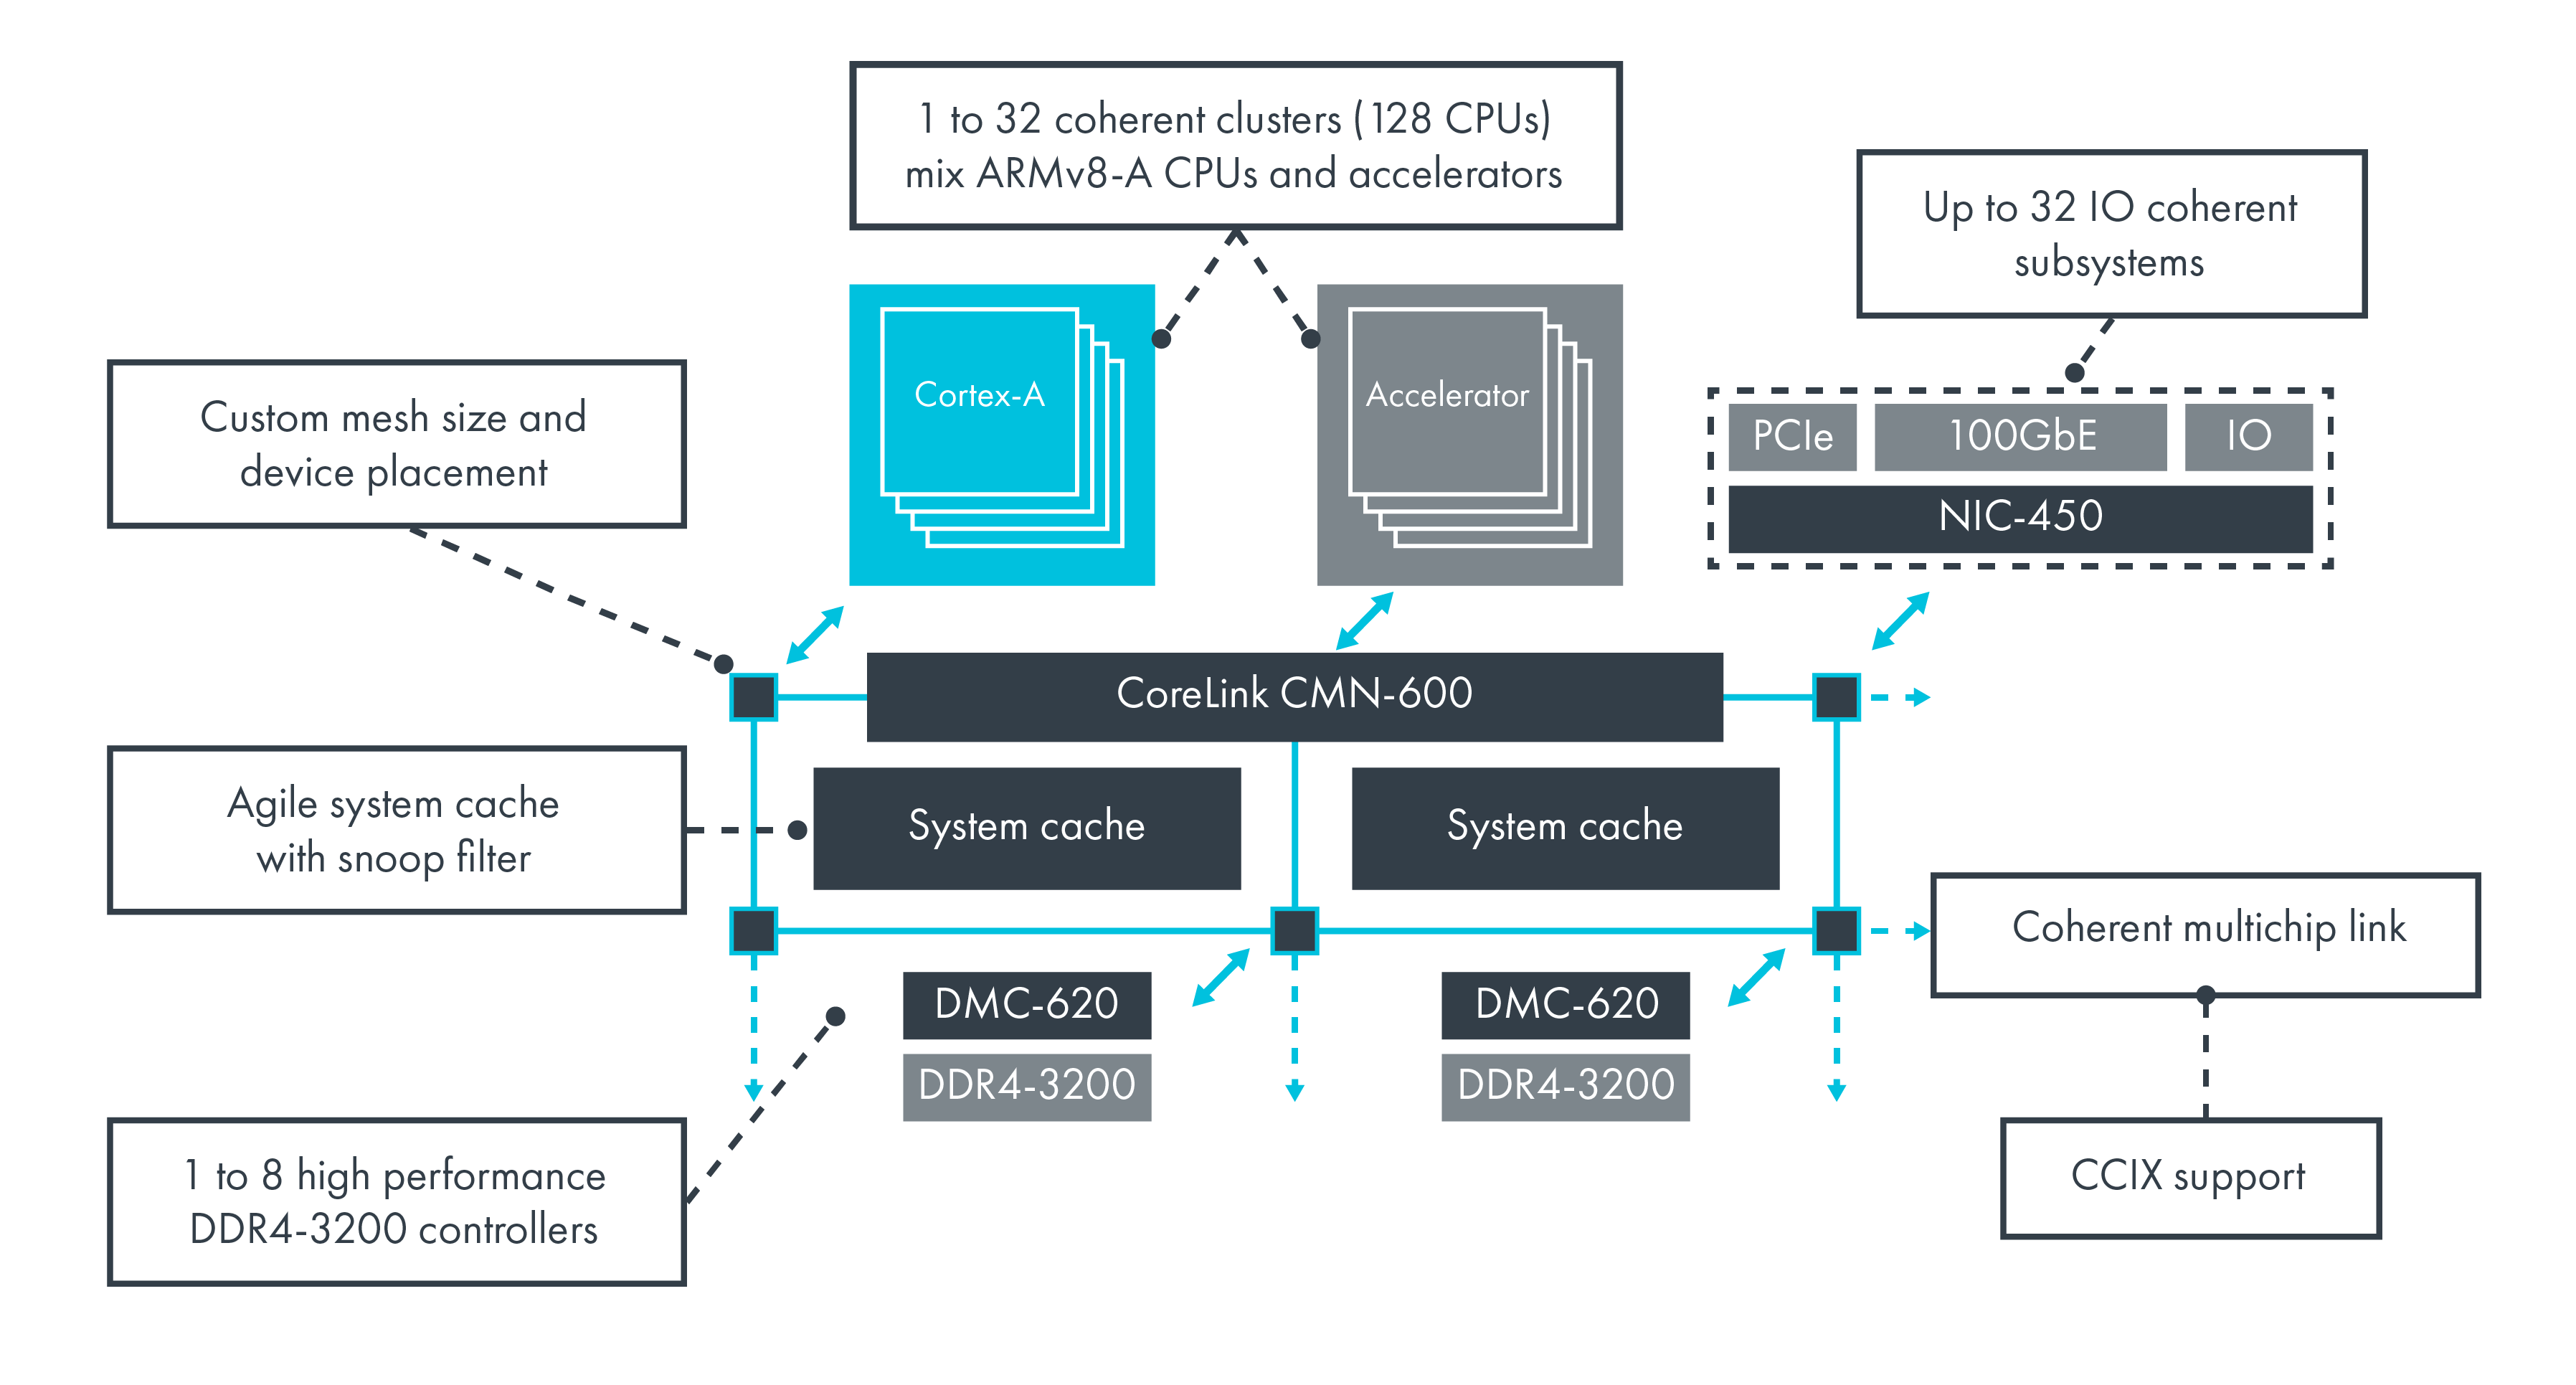 1 to 32 coherent clusters (128 CPUs)
mix ARMv8-A CPUs and accelerators
Up to 32 IO coherent
subsystems
Custom mesh size and
device placement
Cortex-A
Accelerator
PCIe
100GbE
IO
NIC-450
CoreLink CMN-600
Agile system cache
with snoop filter
System cache
System cache
Coherent multichip link
DMC-620
DMC-620
DDR4-3200
DDR4-3200
1 to 8 high performance
DDR4-3200 controllers
CCIX support